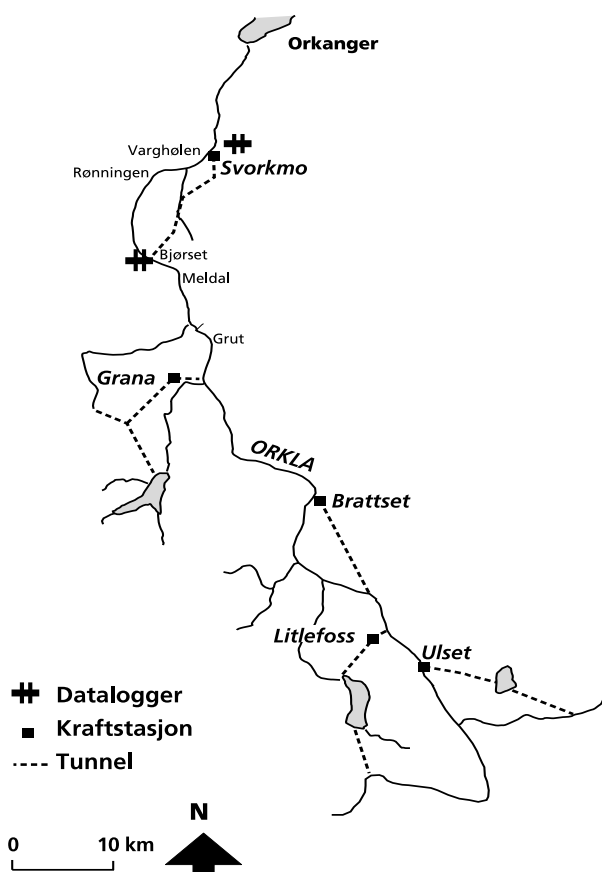 Orkanger
Varghølen
Rønningen
Svorkmo
Bjørset
Meldal
Grut
Grana
ORKLA
Brattset
Litlefoss
Ulset
Datalogger
Kraftstasjon
Tunnel
N
0 10 km